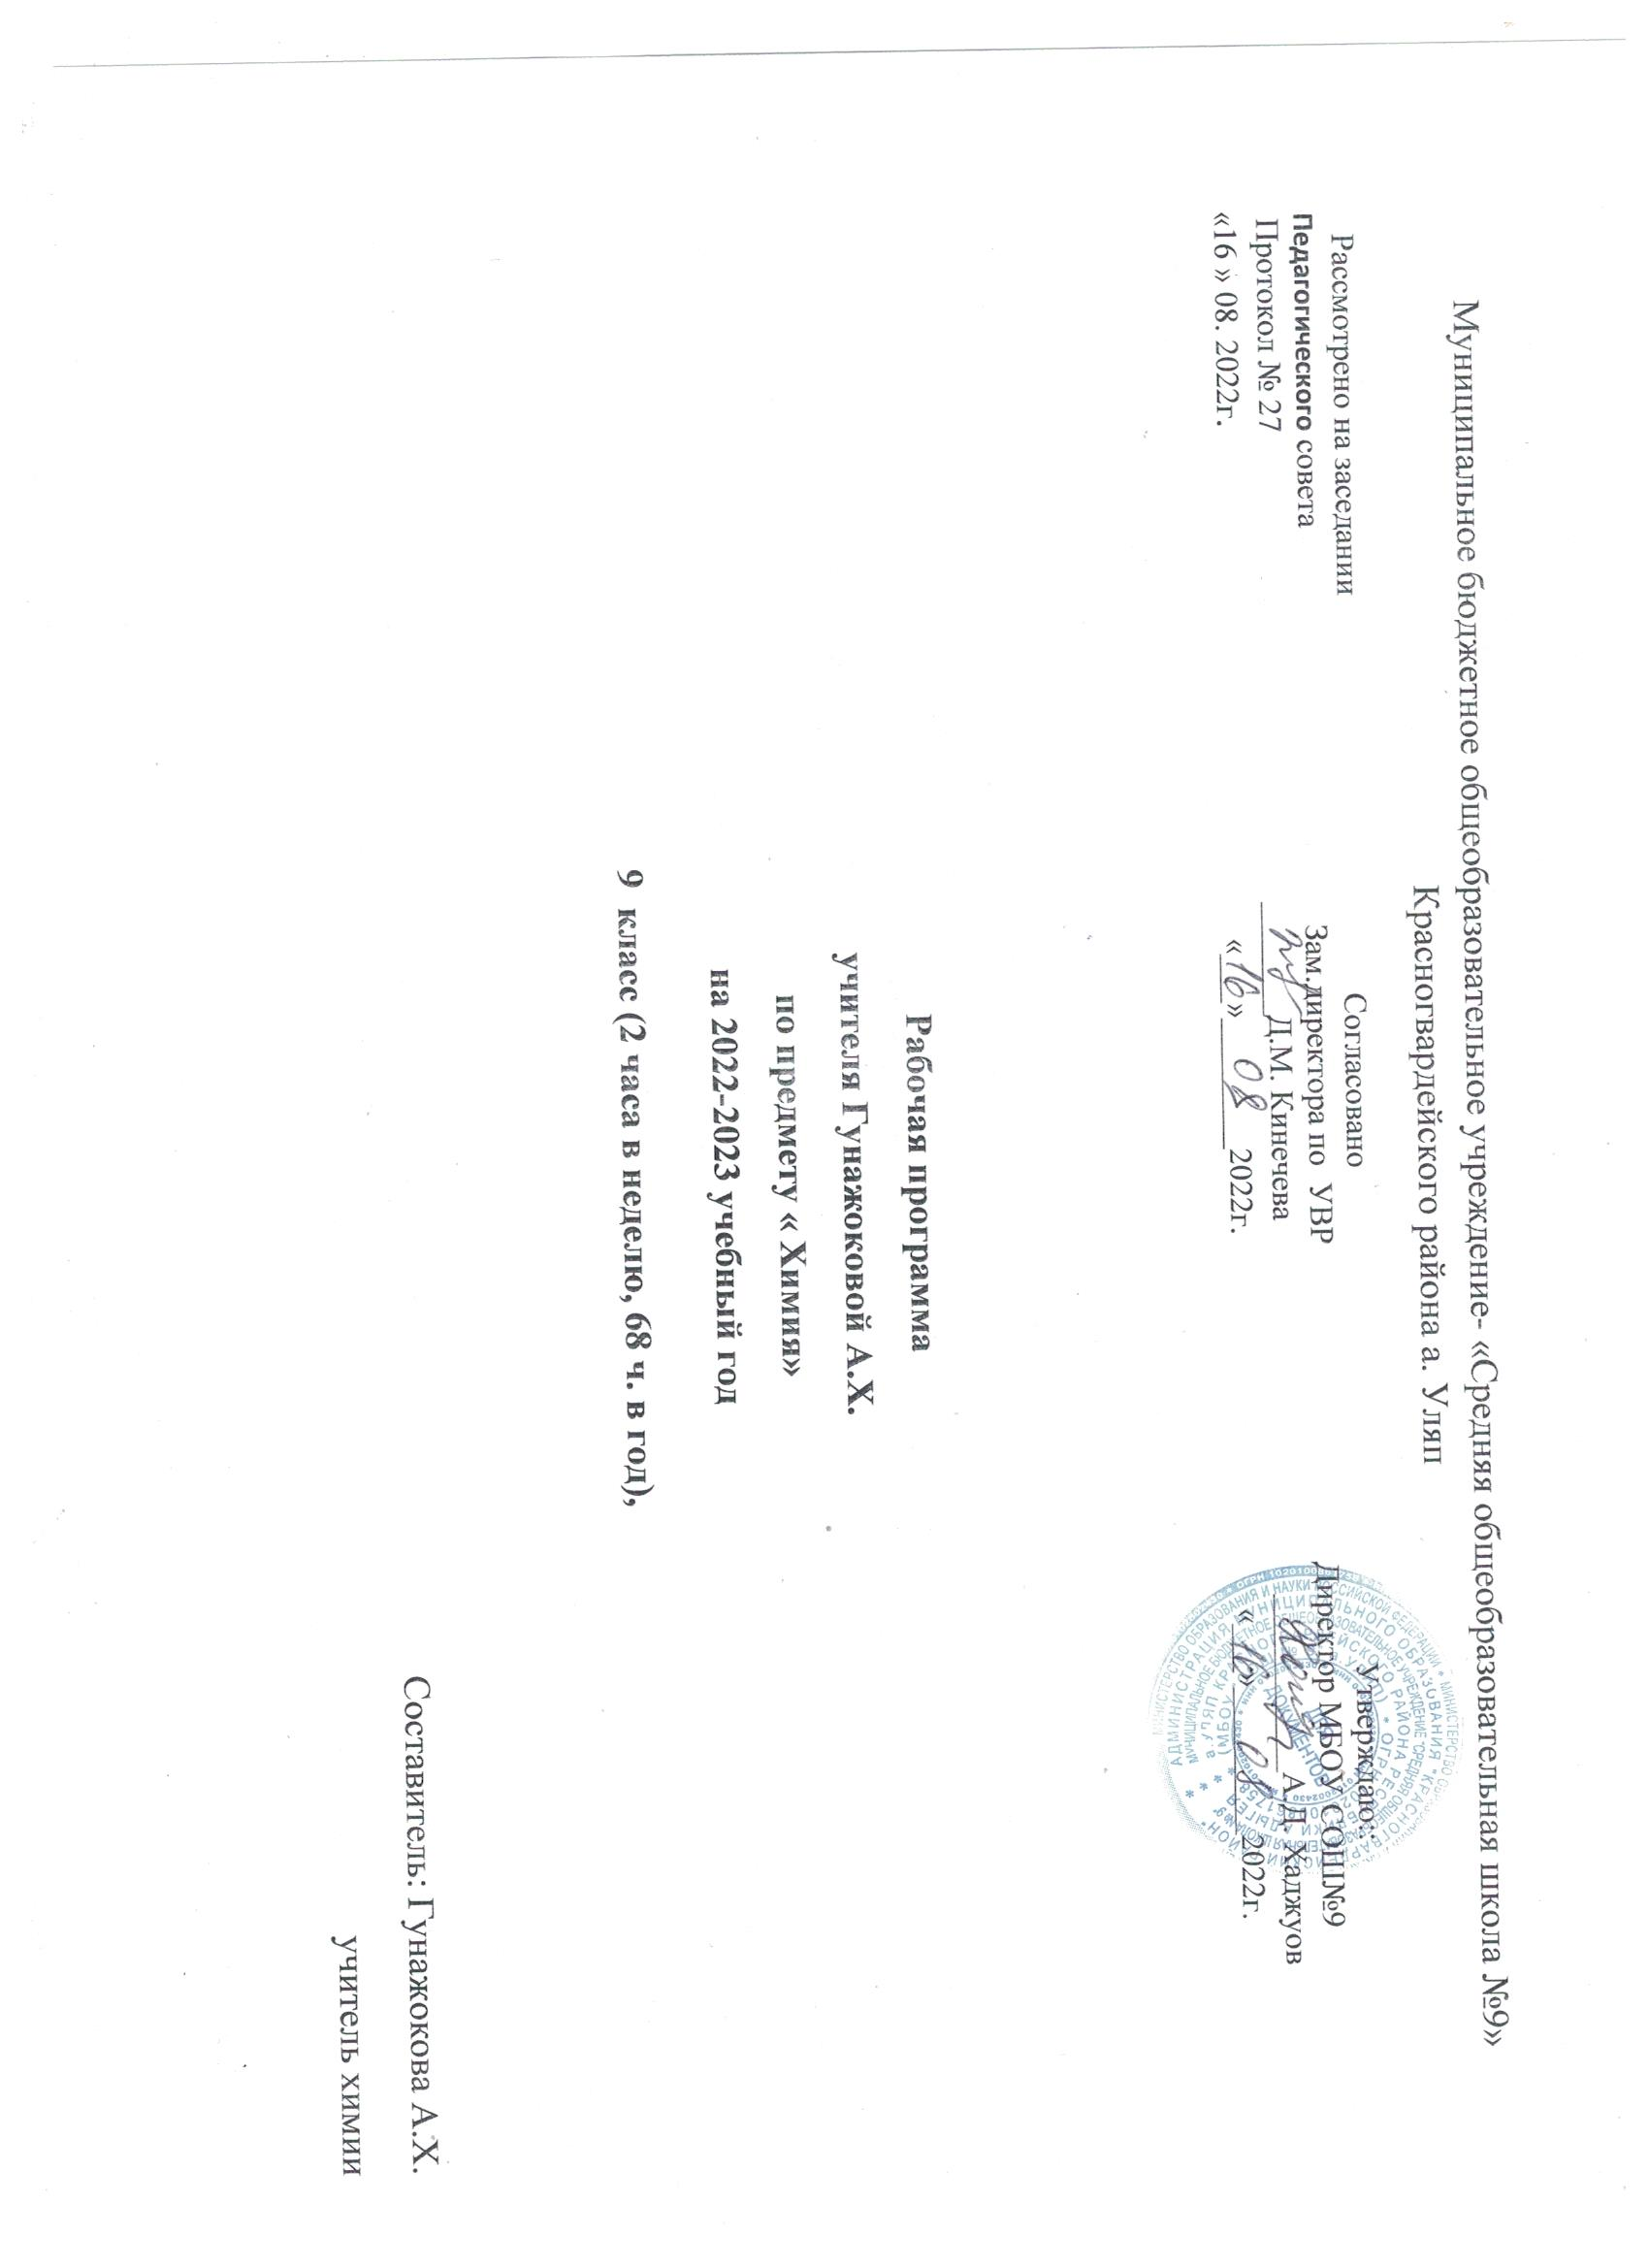 Муниципальное бюджетное общеобразовательное учреждение- «Средняя общеобразовательная школа №9»
Красногвардейского района а. Уляп
Рассмотрено на заседании
Педагогического совета
Протокол № 27
«16 » 08. 2022г.
Согласовано
Зам.директора по УВР
Д.М. Кинечева
«16» 08 2022г.
Утверждаю:
Директор МБОУ СОШ№9
А.Д. Хаджуов
«16» 08 2022г.
Рабочая программа
учителя Гунажоковой А.Х.
по предмету « Химия»
на 2022-2023 учебный год
9 класс (2 часа в неделю, 68 ч. в год),
Составитель: Гунажокова А.Х.
учитель химии